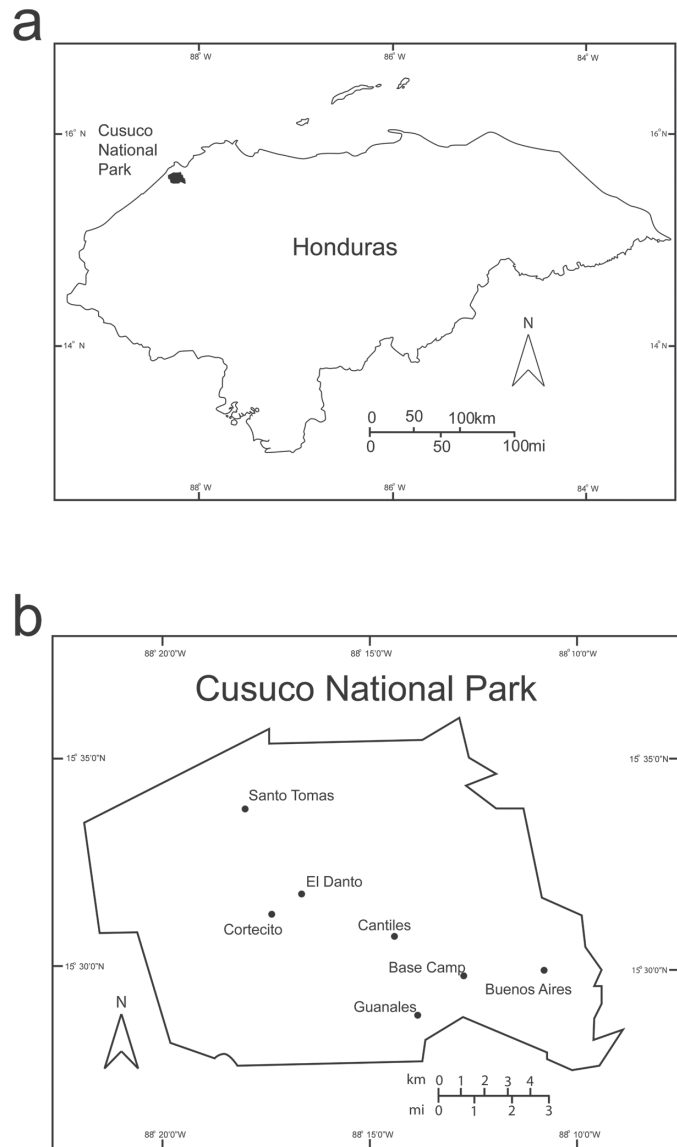 a
88° W 86° W 84° W
16° N 16° N
Cusuco
National
Park
Honduras
N
14° N 14° N
0 50 100km
0 50 100mi
88° W 86° W 84° W
b
88° 20'0"W 88° 15'0"W 88° 10'0"W
Cusuco National Park
15° 35'0"N 15° 35'0"N
Santo Tomas
El Danto
Cortecito
Cantiles
Base Camp
15° 30'0"N 15° 30'0"N
Buenos Aires
Guanales
N
km 0 1 2 3 4
mi 0 1 2 3
88° 20'0"W 88° 15'0"W 88° 10'0"W